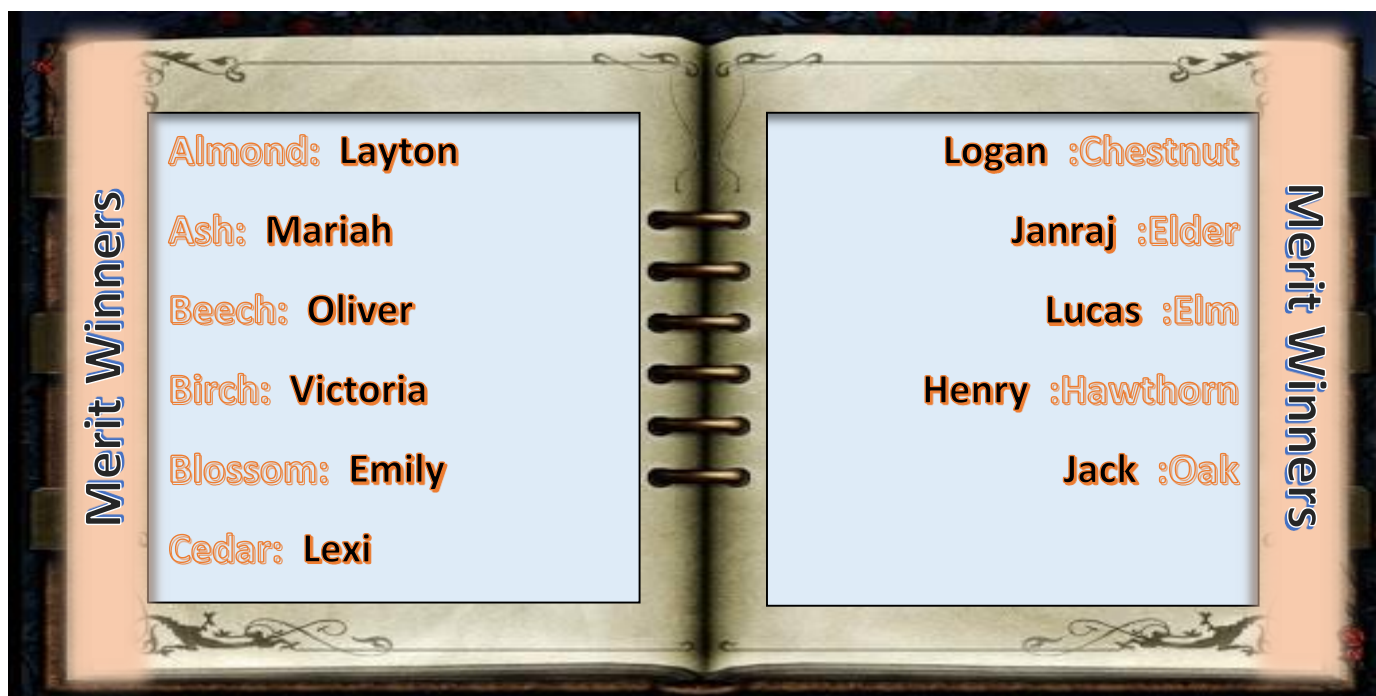 Merit Winners
Almond: Layton
Ash: Mariah
Beech: Oliver
Birch: Victoria
Blossom: Emily
Cedar: Lexi
Logan :Chestnut
Janraj :Elder
Lucas :Elm
Henry :Hawthorn
Jack :Oak
Merit Winners